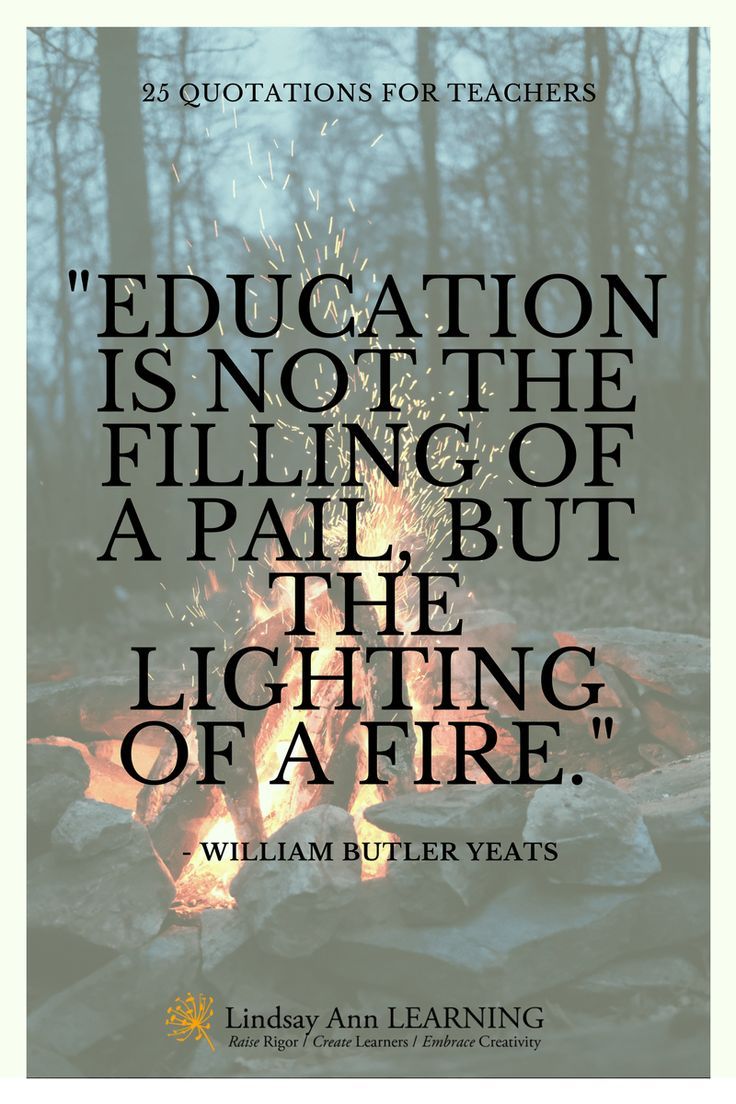 25 QUOTATIONS FOR TEACHERS
"EDUCATION
IS NOT THE
FILLING OF
A PAIL, BUT
THE
LIGHTING
OF A FIRE."
- WILLIAM BUTLER YEATS
Lindsay Ann LEARNING
Raise Rigor / Create Learners / Embrace Creativity